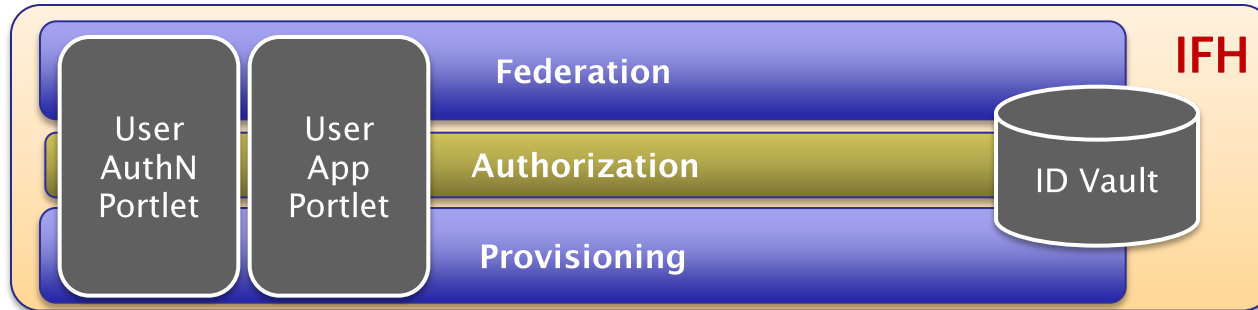 IFH
Federation
User
AuthN
Portlet
User
App
Portlet
Authorization
ID Vault
Provisioning